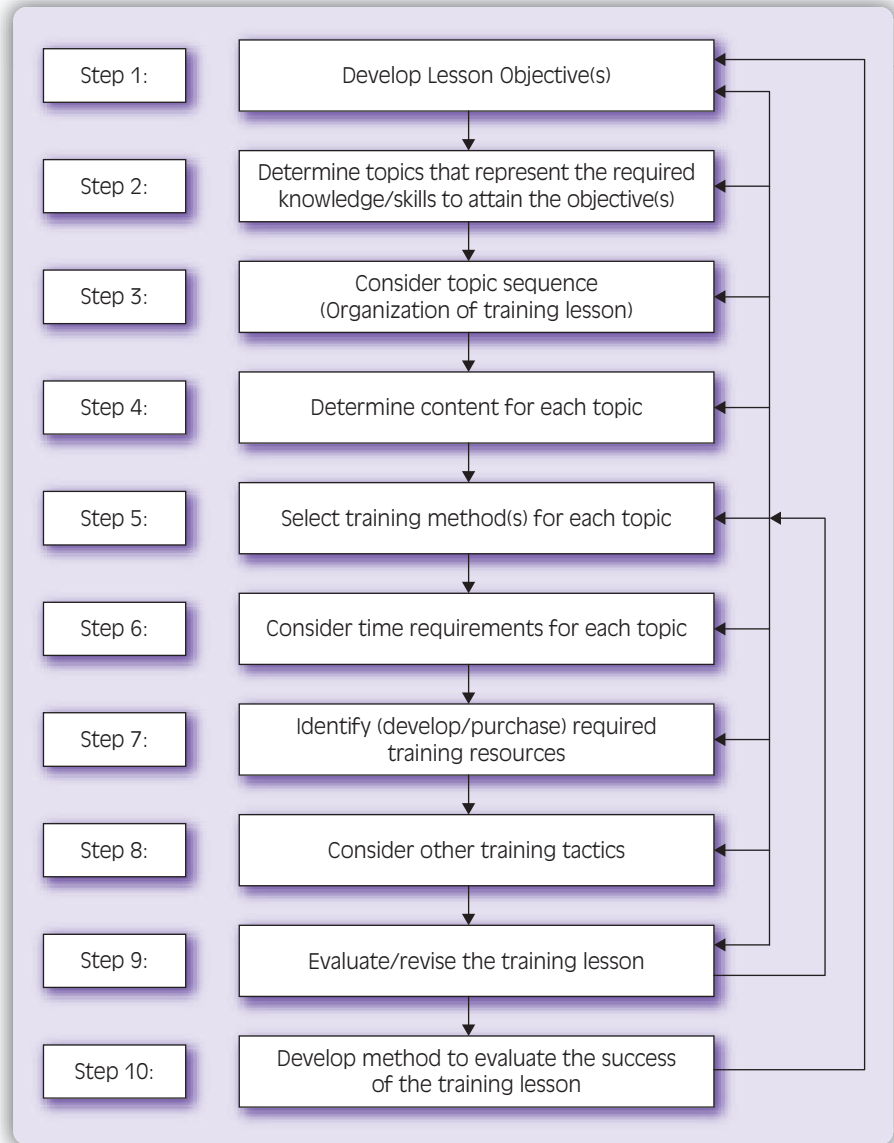 Step 1:
Develop Lesson Objective(s)
Step 2:
Determine topics that represent the required
knowledge/skills to attain the objective(s)
Step 3:
Consider topic sequence
(Organization of training lesson)
Step 4:
Determine content for each topic
Step 5:
Select training method(s) for each topic
Step 6:
Consider time requirements for each topic
Step 7:
Identify (develop/purchase) required
training resources
Step 8:
Consider other training tactics
Step 9:
Evaluate/revise the training lesson
Step 10:
Develop method to evaluate the success
of the training lesson